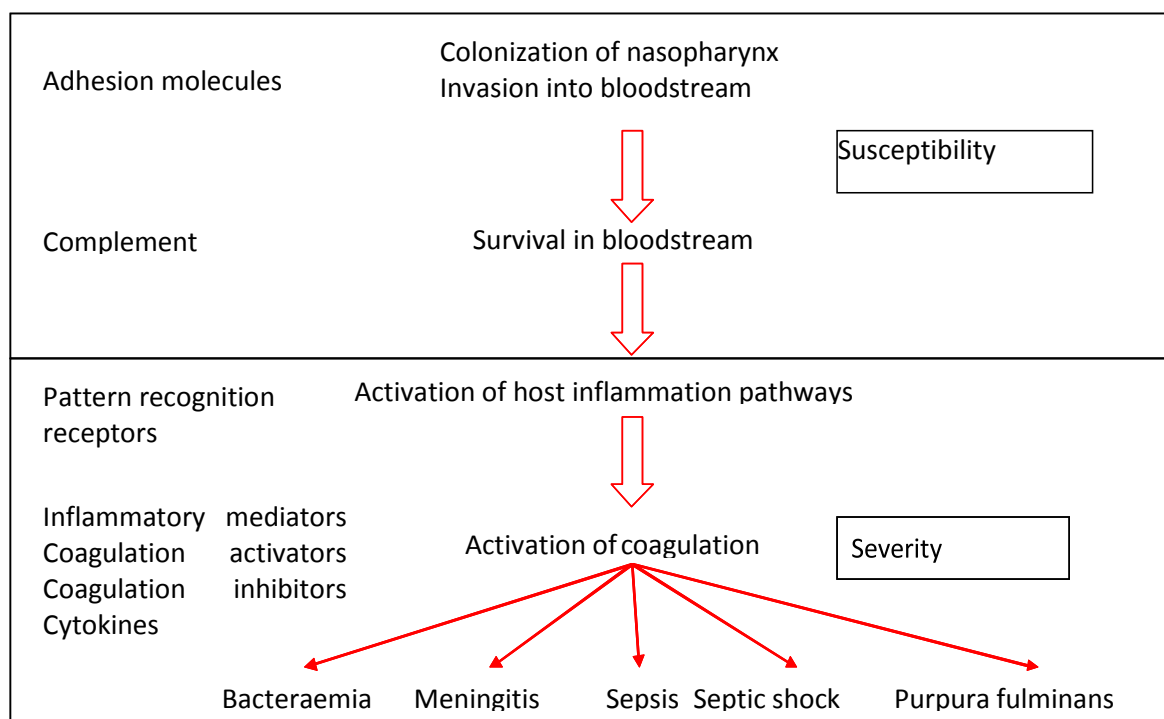 Colonization of nasopharynx
Adhesion molecules
Invasion into bloodstream
Susceptibility
Complement
Survival in bloodstream
Pattern recognition
receptors
Activation of host inflammation pathways
Inflammatory mediators
Coagulation activators
Coagulation inhibitors
Cytokines
Activation of coagulation
Severity
Bacteraemia
Meningitis
Sepsis
Septic shock
Purpura fulminans